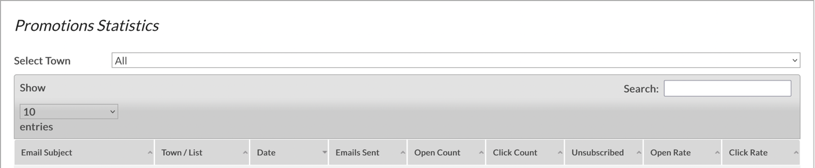 Promotions Statistics
Select Town All
Show
Search:
10
entries
Email Subject Town / List Date Emails Sent Open Count Click Count Unsubscribed Open Rate Click Rate